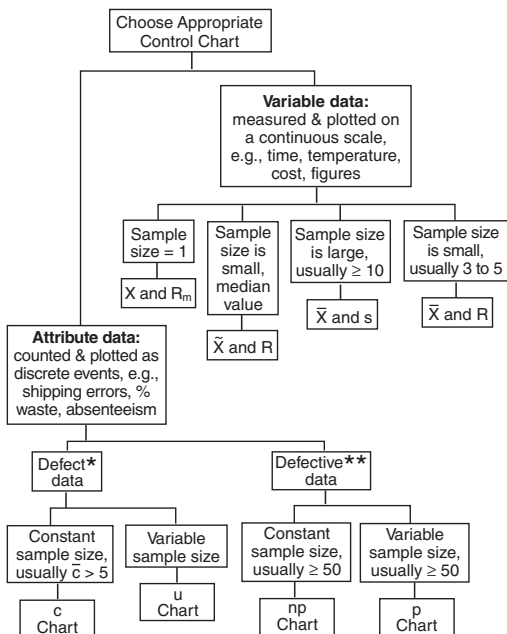 Choose Appropriate
Control Chart
Variable data:
measured & plotted on
a continuous scale,
e.g., time, temperature,
cost, figures
Sample
size = 1
X and Rm
Sample
size is
small,
median
value
X̃ and R
Sample size
is large,
usually ≥ 10
X̄ and s
Sample size
is small,
usually 3 to 5
X̄ and R
Attribute data:
counted & plotted as
discrete events, e.g.,
shipping errors, %
waste, absenteeism
Defect*
data
Constant
sample size,
usually c̄ > 5
c
Chart
Variable
sample size
u
Chart
Defective**
data
Constant
sample size,
usually ≥ 50
np
Chart
Variable
sample size,
usually ≥ 50
p
Chart